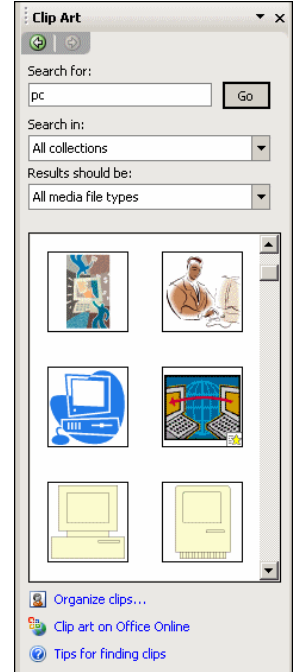 Clip Art
Search for:
pc
Go
Search in:
All collections
Results should be:
All media file types
Organize clips...
Clip art on Office Online
Tips for finding clips